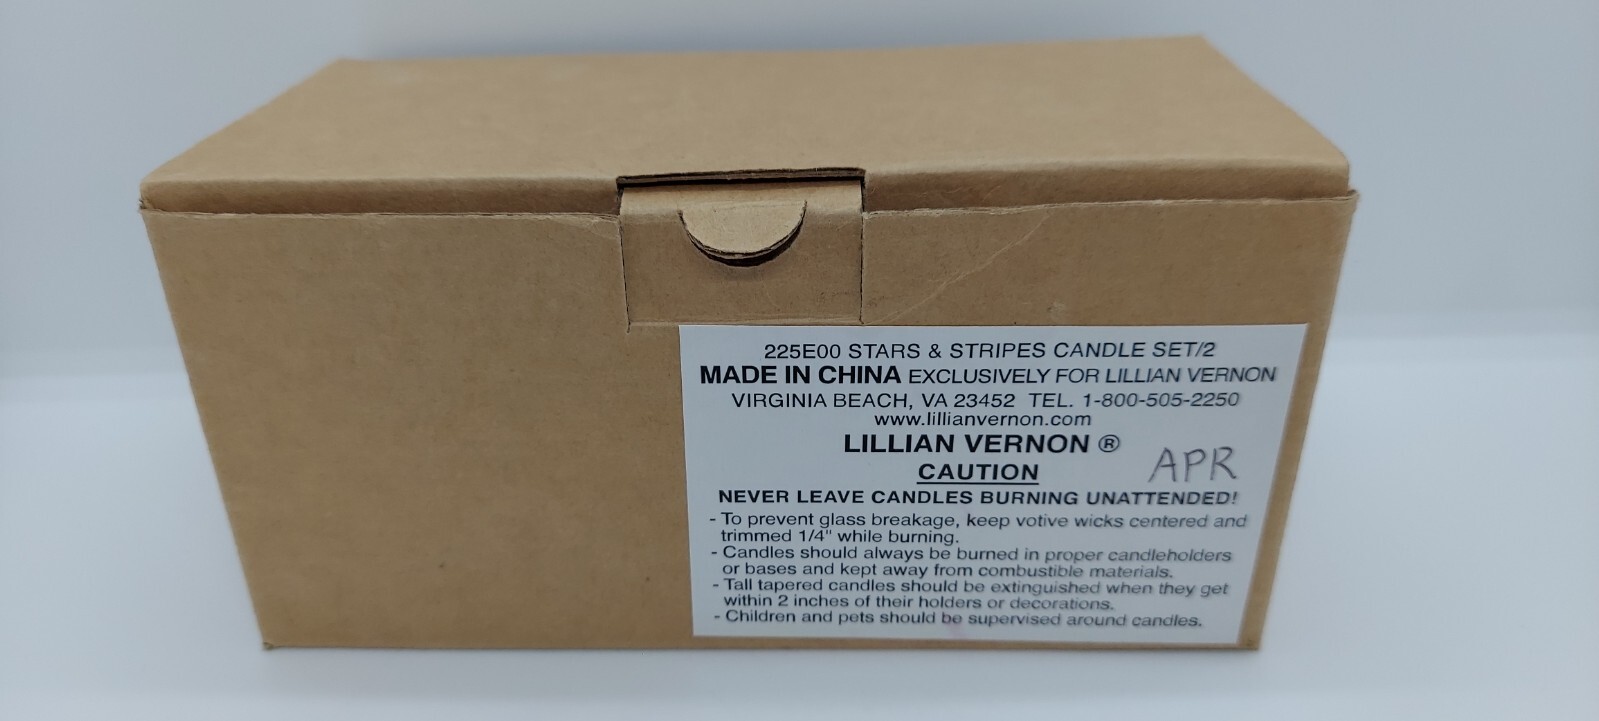 225E00 STARS & STRIPES CANDLE SET/2
MADE IN CHINA EXCLUSIVELY FOR LILLIAN VERNON
VIRGINIA BEACH, VA 23452 TEL. 1-800-505-2250
www.lillianvernon.com
LILLIAN VERNON ®
APR
CAUTION
NEVER LEAVE CANDLES BURNING UNATTENDED!
- To prevent glass breakage, keep votive wicks centered and
trimmed 1/4" while burning.
- Candles should always be burned in proper candleholders
or bases and kept away from combustible materials.
- Tall tapered candles should be extinguished when they get
within 2 inches of their holders or decorations.
- Children and pets should be supervised around candles.